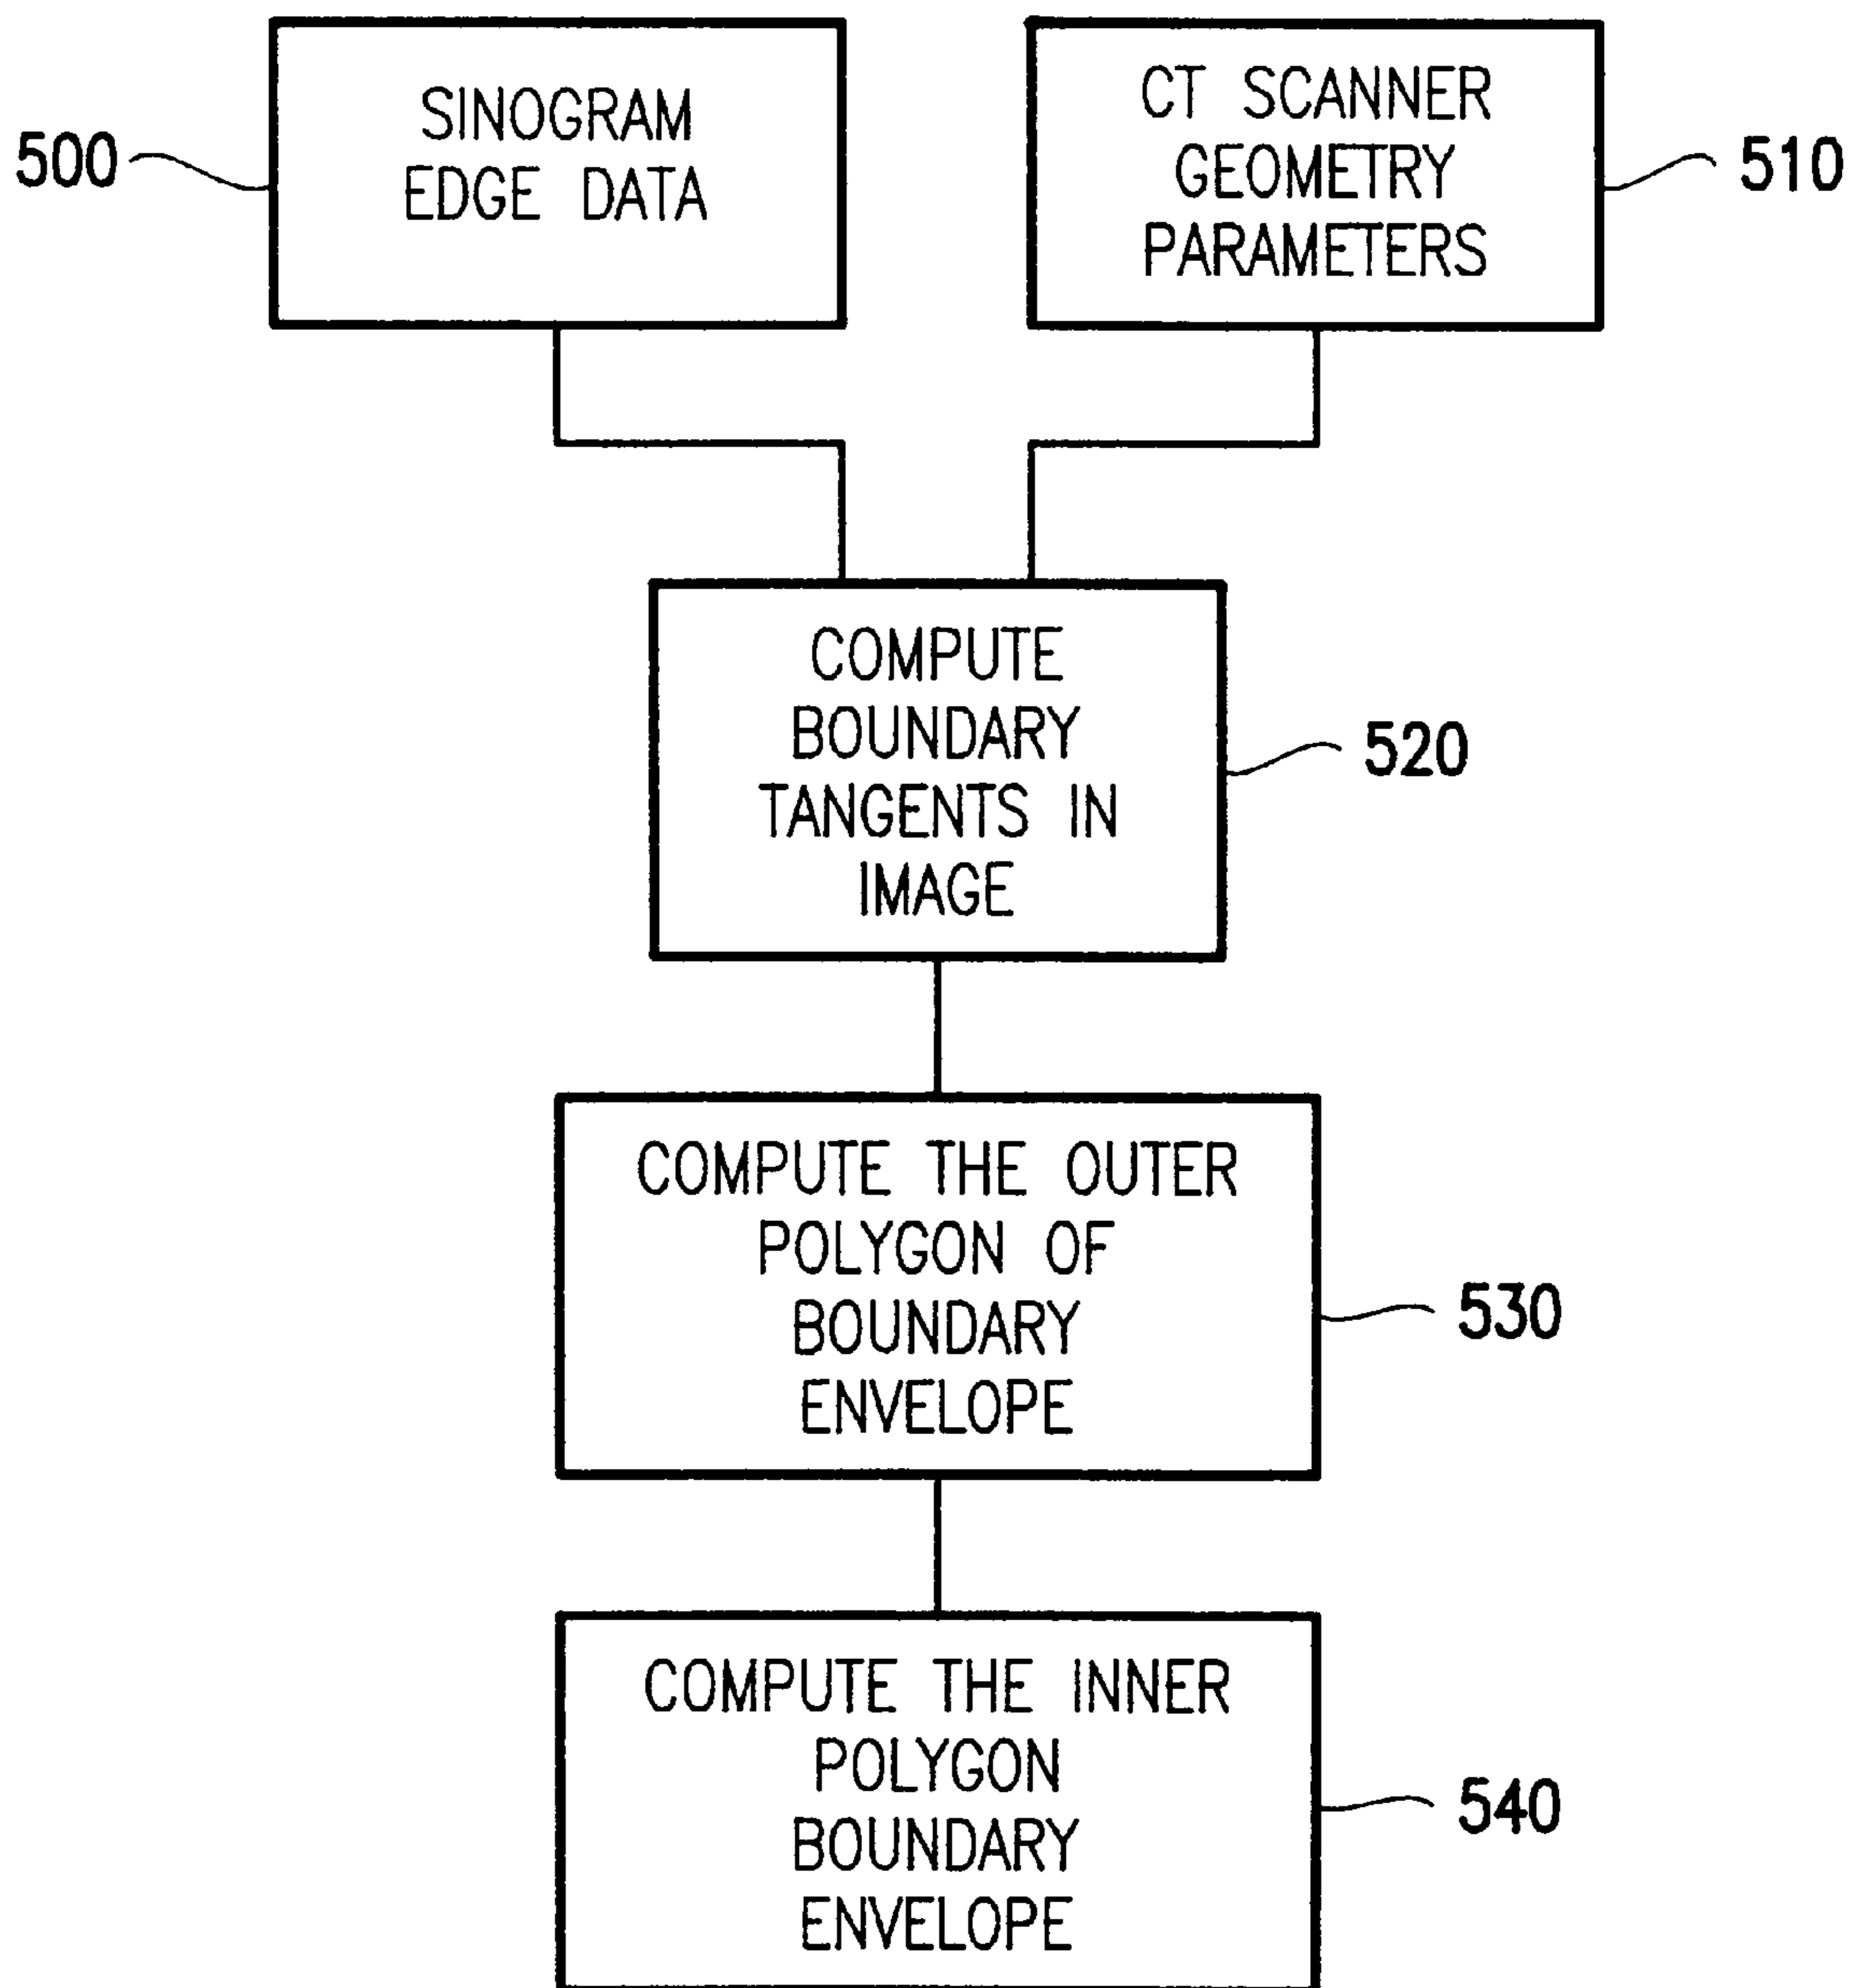 500
SINOGRAM
EDGE DATA
CT SCANNER
GEOMETRY
PARAMETERS
510
COMPUTE
BOUNDARY
TANGENTS IN
IMAGE
520
COMPUTE THE OUTER
POLYGON OF
BOUNDARY
ENVELOPE
530
COMPUTE THE INNER
POLYGON
BOUNDARY
ENVELOPE
540